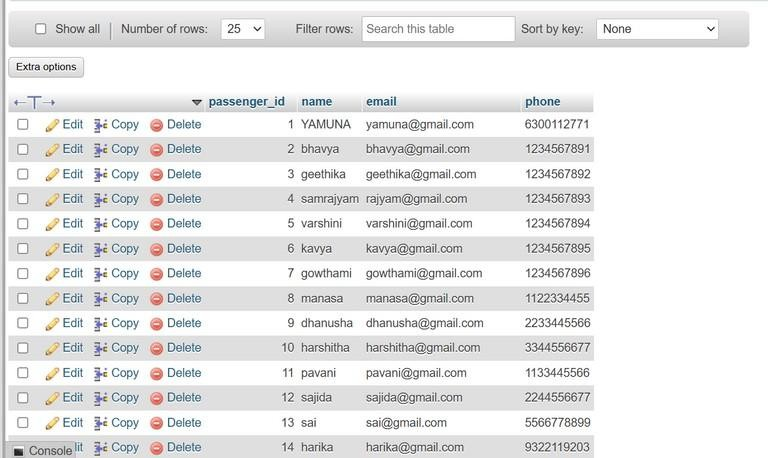 Show all Number of rows: 25 Filter rows: Search this table Sort by key: None
Extra options
passenger_id name email phone
Edit Copy Delete 1 YAMUNA yamuna@gmail.com 6300112771
Edit Copy Delete 2 bhavya bhavya@gmail.com 1234567891
Edit Copy Delete 3 geethika geethika@gmail.com 1234567892
Edit Copy Delete 4 samrajyam rajyam@gmail.com 1234567893
Edit Copy Delete 5 varshini varshini@gmail.com 1234567894
Edit Copy Delete 6 kavya kavya@gmail.com 1234567895
Edit Copy Delete 7 gowthami gowthami@gmail.com 1234567896
Edit Copy Delete 8 manasa manasa@gmail.com 1122334455
Edit Copy Delete 9 dhanusha dhanusha@gmail.com 2233445566
Edit Copy Delete 10 harshitha harshitha@gmail.com 3344556677
Edit Copy Delete 11 pavani pavani@gmail.com 1133445566
Edit Copy Delete 12 sajida sajida@gmail.com 2244556677
Edit Copy Delete 13 sai sai@gmail.com 5566778899
Console Copy Delete 14 harika harika@gmail.com 9322119203